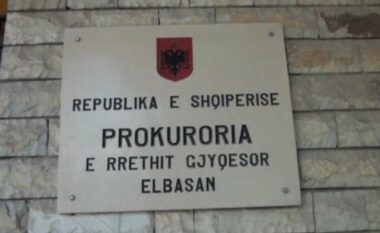 REPUBLIKA E SHQIPERISE
PROKURORIA
E RRETHIT GJYQESOR
ELBASAN